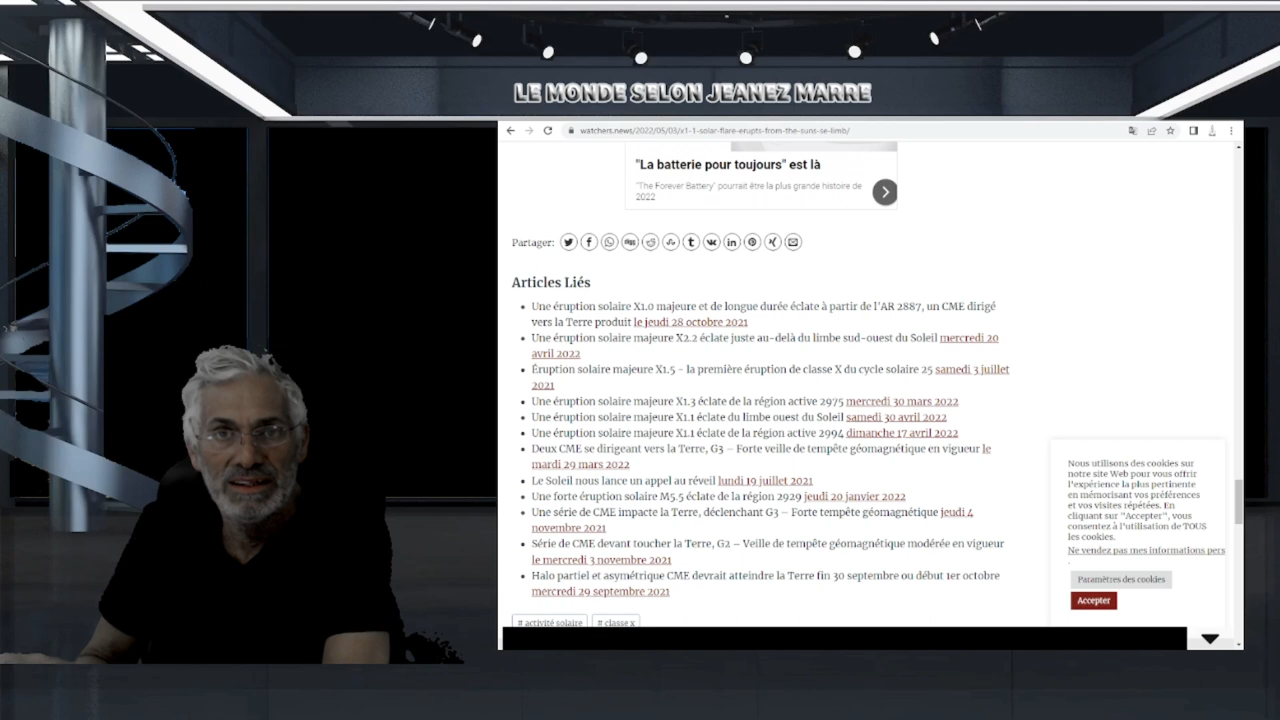 LE MONDE SELON JEANEZ MARRE
watchers.news/2022/05/03/x1-1-solar-flare-erupts-from-the-suns-se-limb/
"La batterie pour toujours" est là
"The Forever Battery" pourrait être la plus grande histoire de
2022
Partager:
Articles Liés
Une éruption solaire X1.0 majeure et de longue durée éclate à partir de l'AR 2887, un CME dirigé
vers la Terre produit le jeudi 28 octobre 2021
Une éruption solaire majeure X2.2 éclate juste au-delà du limbe sud-ouest du Soleil mercredi 20
avril 2022
Éruption solaire majeure X1.5 - la première éruption de classe X du cycle solaire 25 samedi 3 juillet
2021
Une éruption solaire majeure X1.3 éclate de la région active 2975 mercredi 30 mars 2022
Une éruption solaire majeure X1.1 éclate du limbe ouest du Soleil samedi 30 avril 2022
Une éruption solaire majeure X1.1 éclate de la région active 2994 dimanche 17 avril 2022
Deux CME se dirigeant vers la Terre, G3 – Forte veille de tempête géomagnétique en vigueur le
mardi 29 mars 2022
Le Soleil nous lance un appel au réveil lundi 19 juillet 2021
Une forte éruption solaire M5.5 éclate de la région 2929 jeudi 20 janvier 2022
Une série de CME impacte la Terre, déclenchant G3 – Forte tempête géomagnétique jeudi 4
novembre 2021
Série de CME devant toucher la Terre, G2 – Veille de tempête géomagnétique modérée en vigueur
le mercredi 3 novembre 2021
Halo partiel et asymétrique CME devrait atteindre la Terre fin 30 septembre ou début 1er octobre
mercredi 29 septembre 2021
# activité solaire # classe x
Nous utilisons des cookies sur
notre site Web pour vous offrir
l'expérience la plus pertinente
en mémorisant vos préférences
et vos visites répétées. En
cliquant sur "Accepter", vous
consentez à l'utilisation de TOUS
les cookies.
Ne vendez pas mes informations pers
.
Paramètres des cookies
Accepter